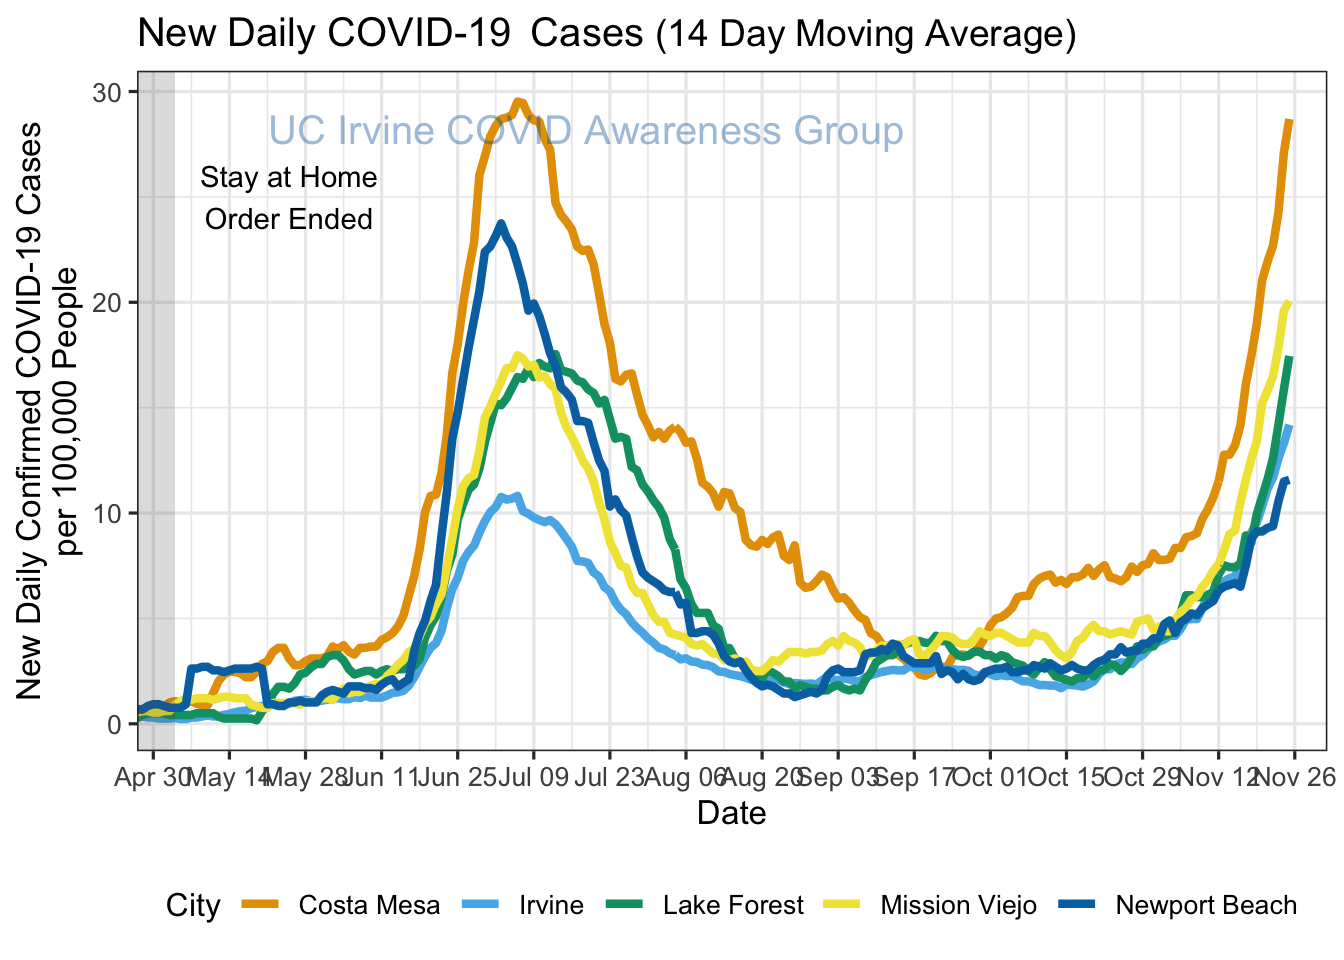 New Daily COVID-19 Cases (14 Day Moving Average)
UC Irvine COVID Awareness Group
Stay at Home
Order Ended
New Daily Confirmed COVID-19 Cases
per 100,000 People
30
20
10
0
Apr 30 May 14 May 28 Jun 11 Jun 25 Jul 09 Jul 23 Aug 06 Aug 20 Sep 03 Sep 17 Oct 01 Oct 15 Oct 29 Nov 12 Nov 26
Date
City Costa Mesa Irvine Lake Forest Mission Viejo Newport Beach